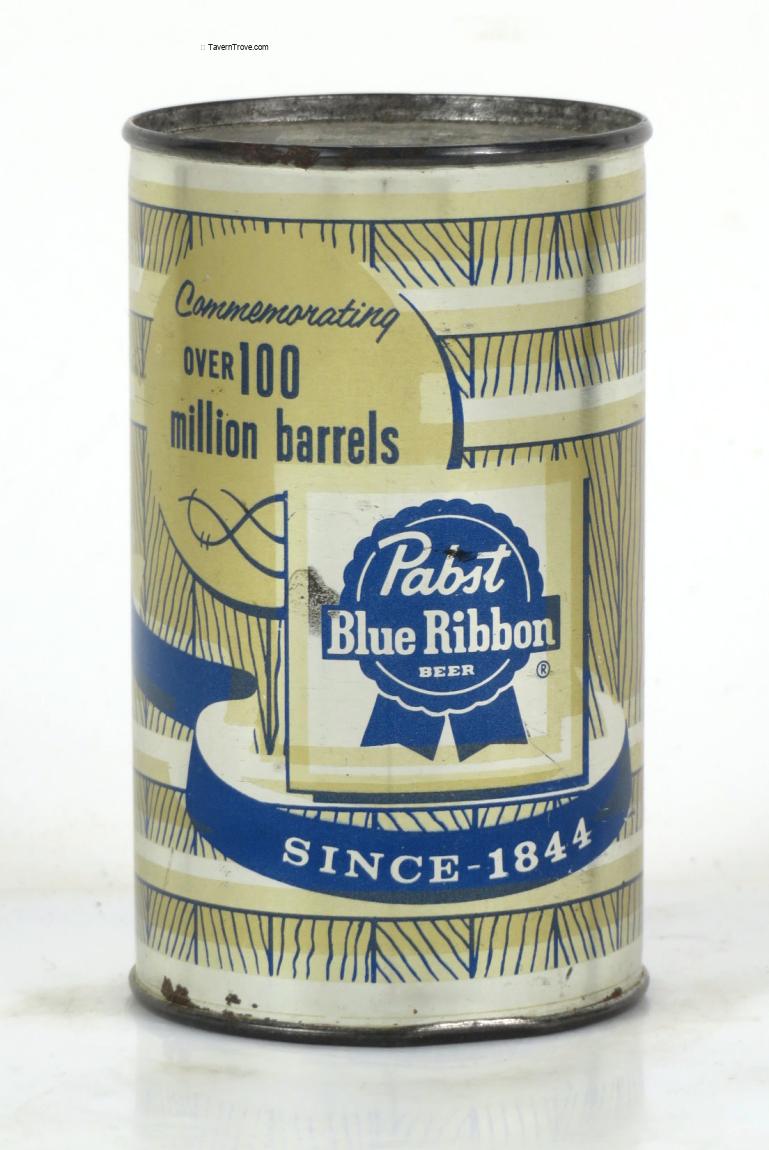 :: TavernTrove.com
Commemorating
OVER 100
million barrels
Pabst
Blue Ribbon
BEER
®
SINCE-1844